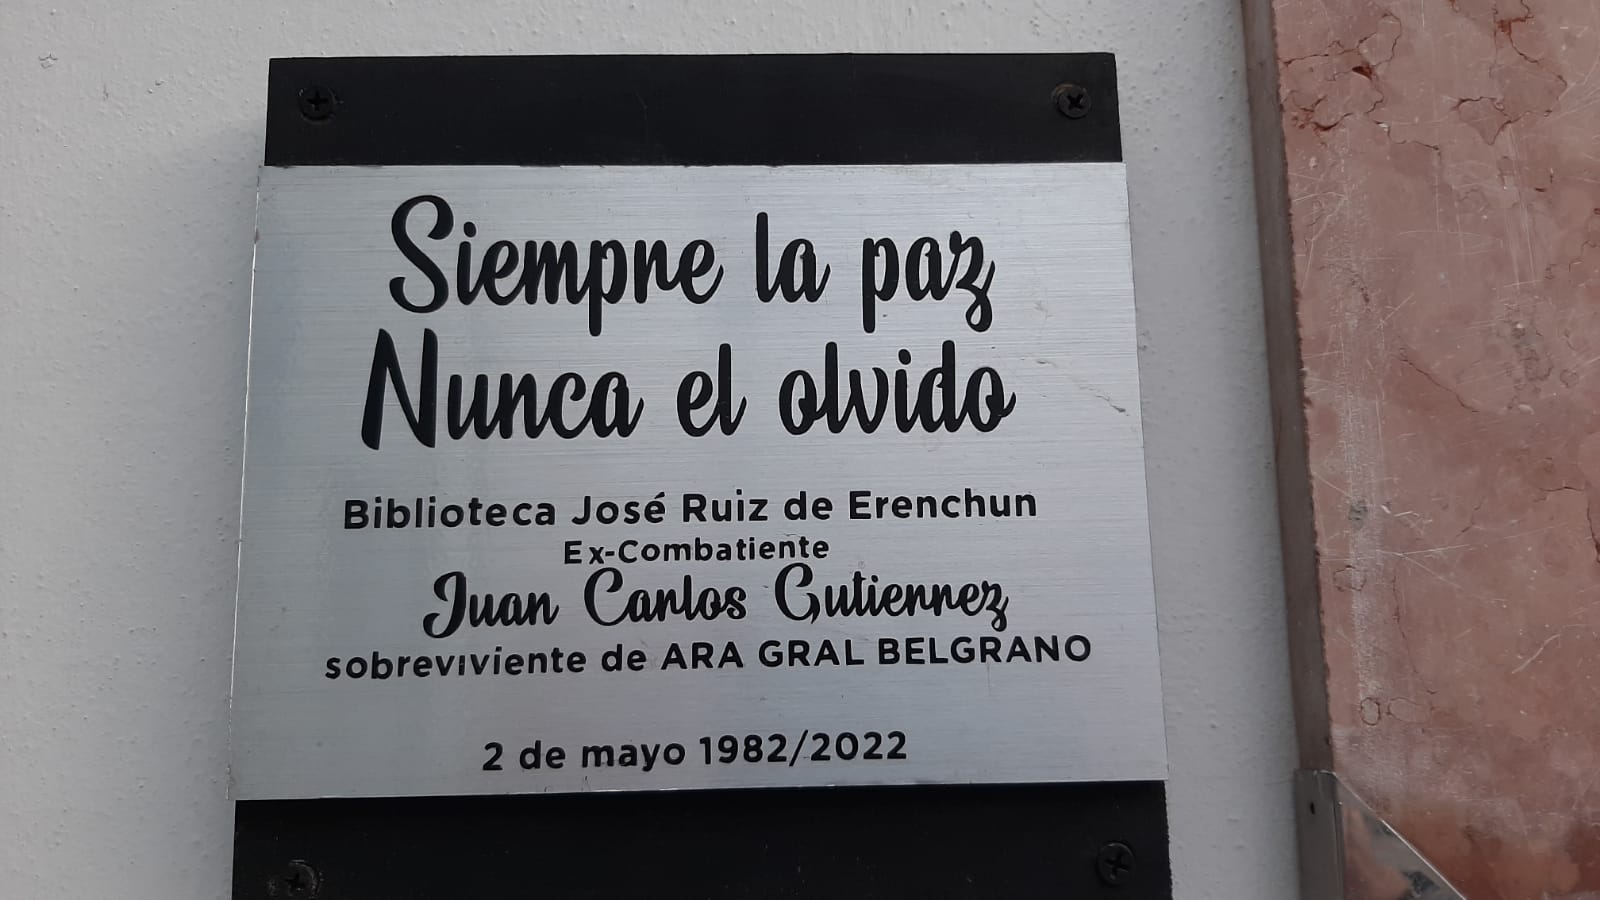 Siempre la paz
Nunca el olvido
Biblioteca José Ruiz de Erenchun
Ex-Combatiente
Juan Carlos Gutierrez
sobreviviente de ARA GRAL BELGRANO
2 de mayo 1982/2022